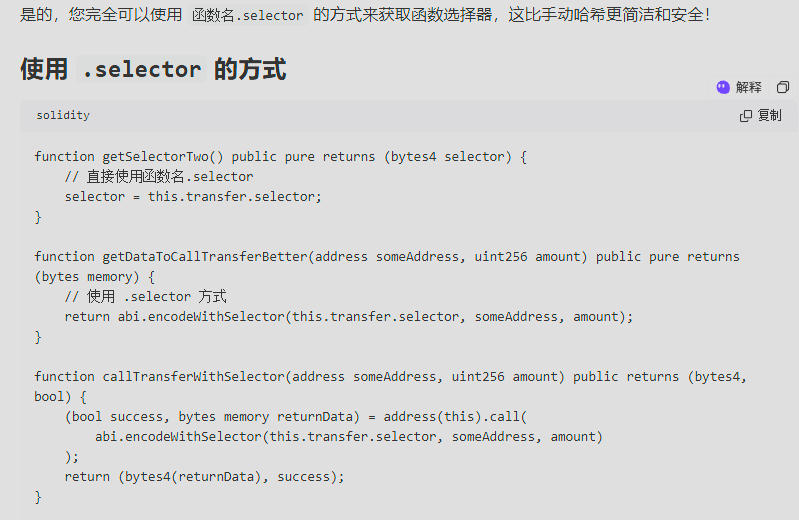 是的，您完全可以使用 函数名.selector 的方式来获取函数选择器，这比手动哈希更简洁和安全！
使用 .selector 的方式
解释
solidity
复制
function getSelectorTwo() public pure returns (bytes4 selector) {
    // 直接使用函数名.selector
    selector = this.transfer.selector;
}
function getDataToCallTransferBetter(address someAddress, uint256 amount) public pure returns
(bytes memory) {
    // 使用 .selector 方式
    return abi.encodeWithSelector(this.transfer.selector, someAddress, amount);
}
function callTransferWithSelector(address someAddress, uint256 amount) public returns (bytes4,
bool) {
    (bool success, bytes memory returnData) = address(this).call(
        abi.encodeWithSelector(this.transfer.selector, someAddress, amount)
    );
    return (bytes4(returnData), success);
}